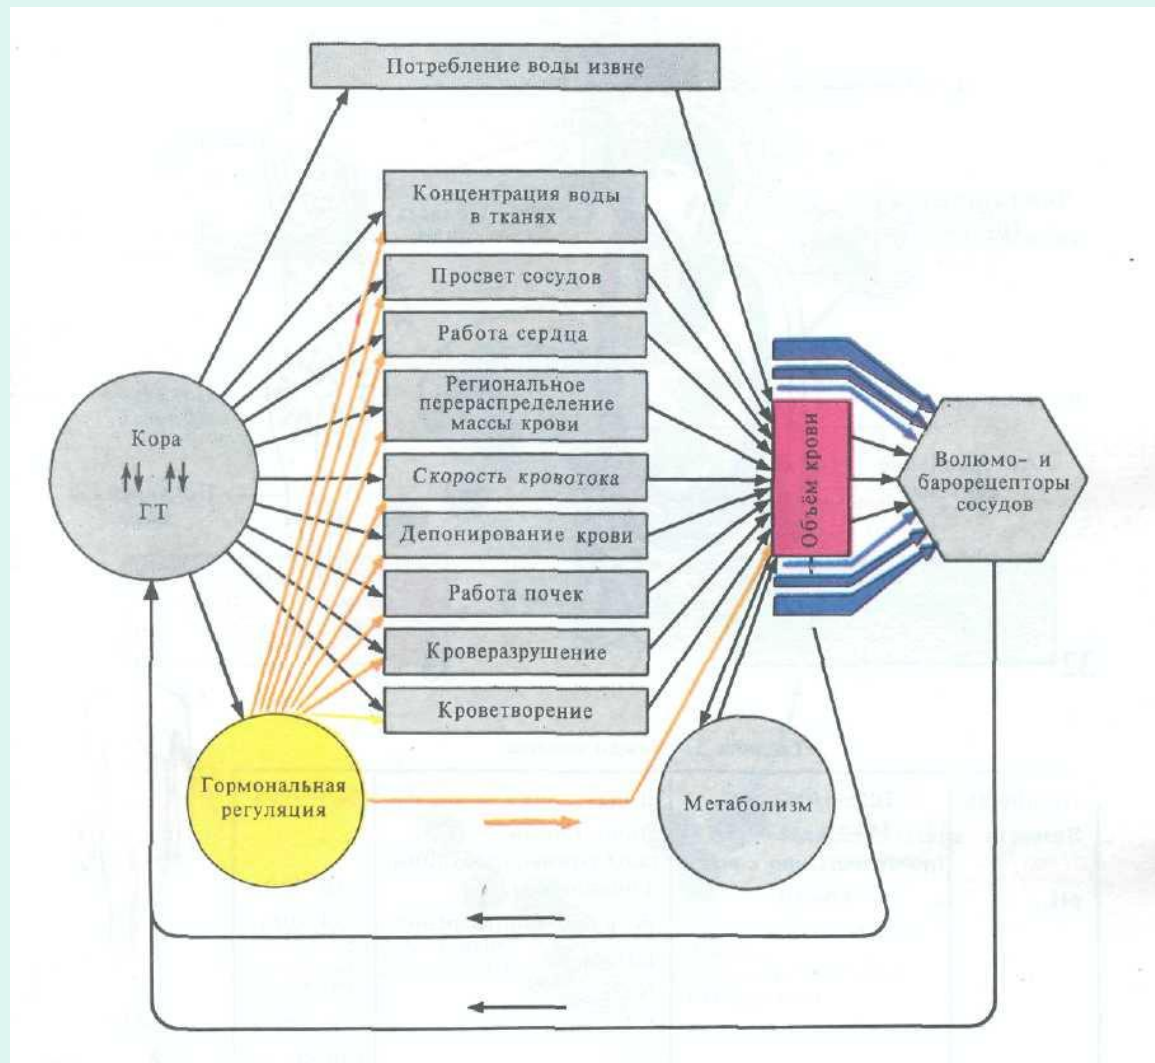 Потребление воды извне
Концентрация воды
в тканях
Просвет сосудов
Работа сердца
Региональное
перераспределение
массы крови
Скорость кровотока
Депонирование крови
Работа почек
Кроверазрушение
Кроветворение
Кора
ГТ
Гормональная
регуляция
Метаболизм
Объём крови
Волюмо- и
барорецепторы
сосудов